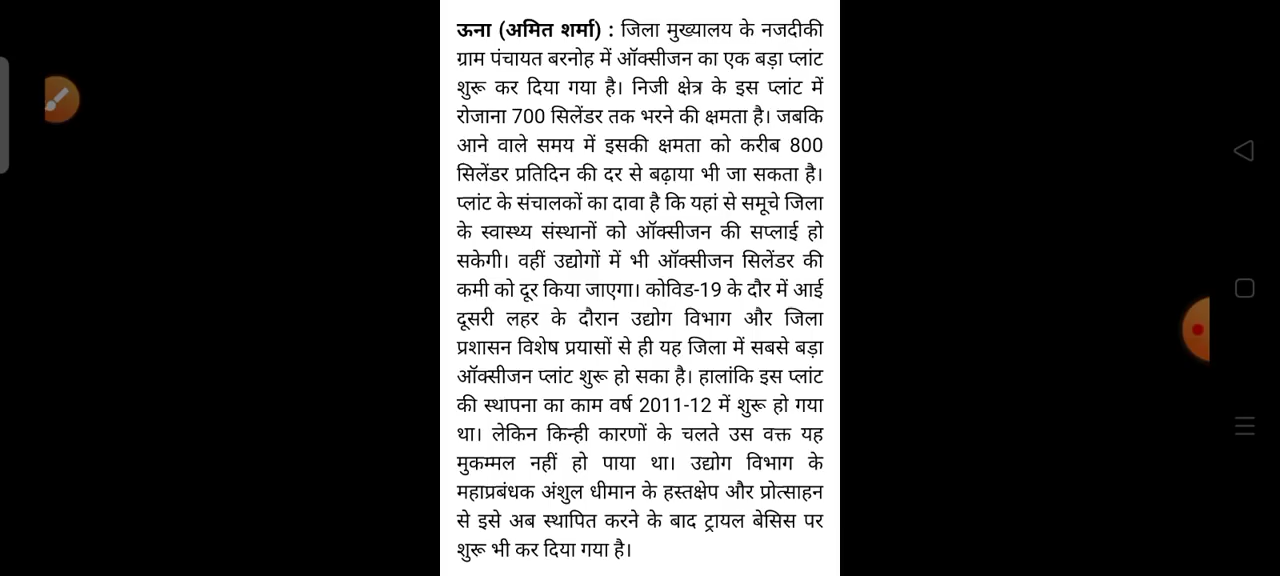 ऊना (अमित शर्मा) : जिला मुख्यालय के नजदीकी
ग्राम पंचायत बरनोह में ऑक्सीजन का एक बड़ा प्लांट
शुरू कर दिया गया है। निजी क्षेत्र के इस प्लांट में
रोजाना 700 सिलेंडर तक भरने की क्षमता है। जबकि
आने वाले समय में इसकी क्षमता को करीब 800
सिलेंडर प्रतिदिन की दर से बढ़ाया भी जा सकता है।
प्लांट के संचालकों का दावा है कि यहां से समूचे जिला
के स्वास्थ्य संस्थानों को ऑक्सीजन की सप्लाई हो
सकेगी। वहीं उद्योगों में भी ऑक्सीजन सिलेंडर की
कमी को दूर किया जाएगा। कोविड-19 के दौर में आई
दूसरी लहर के दौरान उद्योग विभाग और जिला
प्रशासन विशेष प्रयासों से ही यह जिला में सबसे बड़ा
ऑक्सीजन प्लांट शुरू हो सका है। हालांकि इस प्लांट
की स्थापना का काम वर्ष 2011-12 में शुरू हो गया
था। लेकिन किन्ही कारणों के चलते उस वक्त यह
मुकम्मल नहीं हो पाया था। उद्योग विभाग के
महाप्रबंधक अंशुल धीमान के हस्तक्षेप और प्रोत्साहन
से इसे अब स्थापित करने के बाद ट्रायल बेसिस पर
शुरू भी कर दिया गया है।